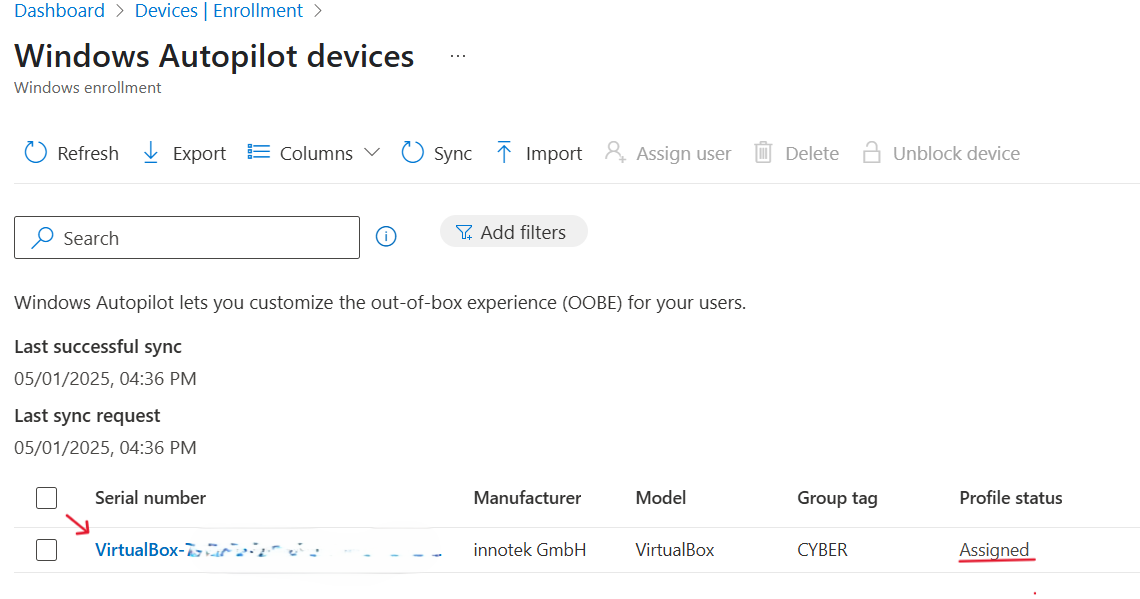 Dashboard > Devices | Enrollment >
Windows Autopilot devices ...
Windows enrollment
Refresh Export Columns Sync Import Assign user Delete Unblock device
Search Add filters
Windows Autopilot lets you customize the out-of-box experience (OOBE) for your users.
Last successful sync
05/01/2025, 04:36 PM
Last sync request
05/01/2025, 04:36 PM
Serial number Manufacturer Model Group tag Profile status
VirtualBox- innotek GmbH VirtualBox CYBER Assigned